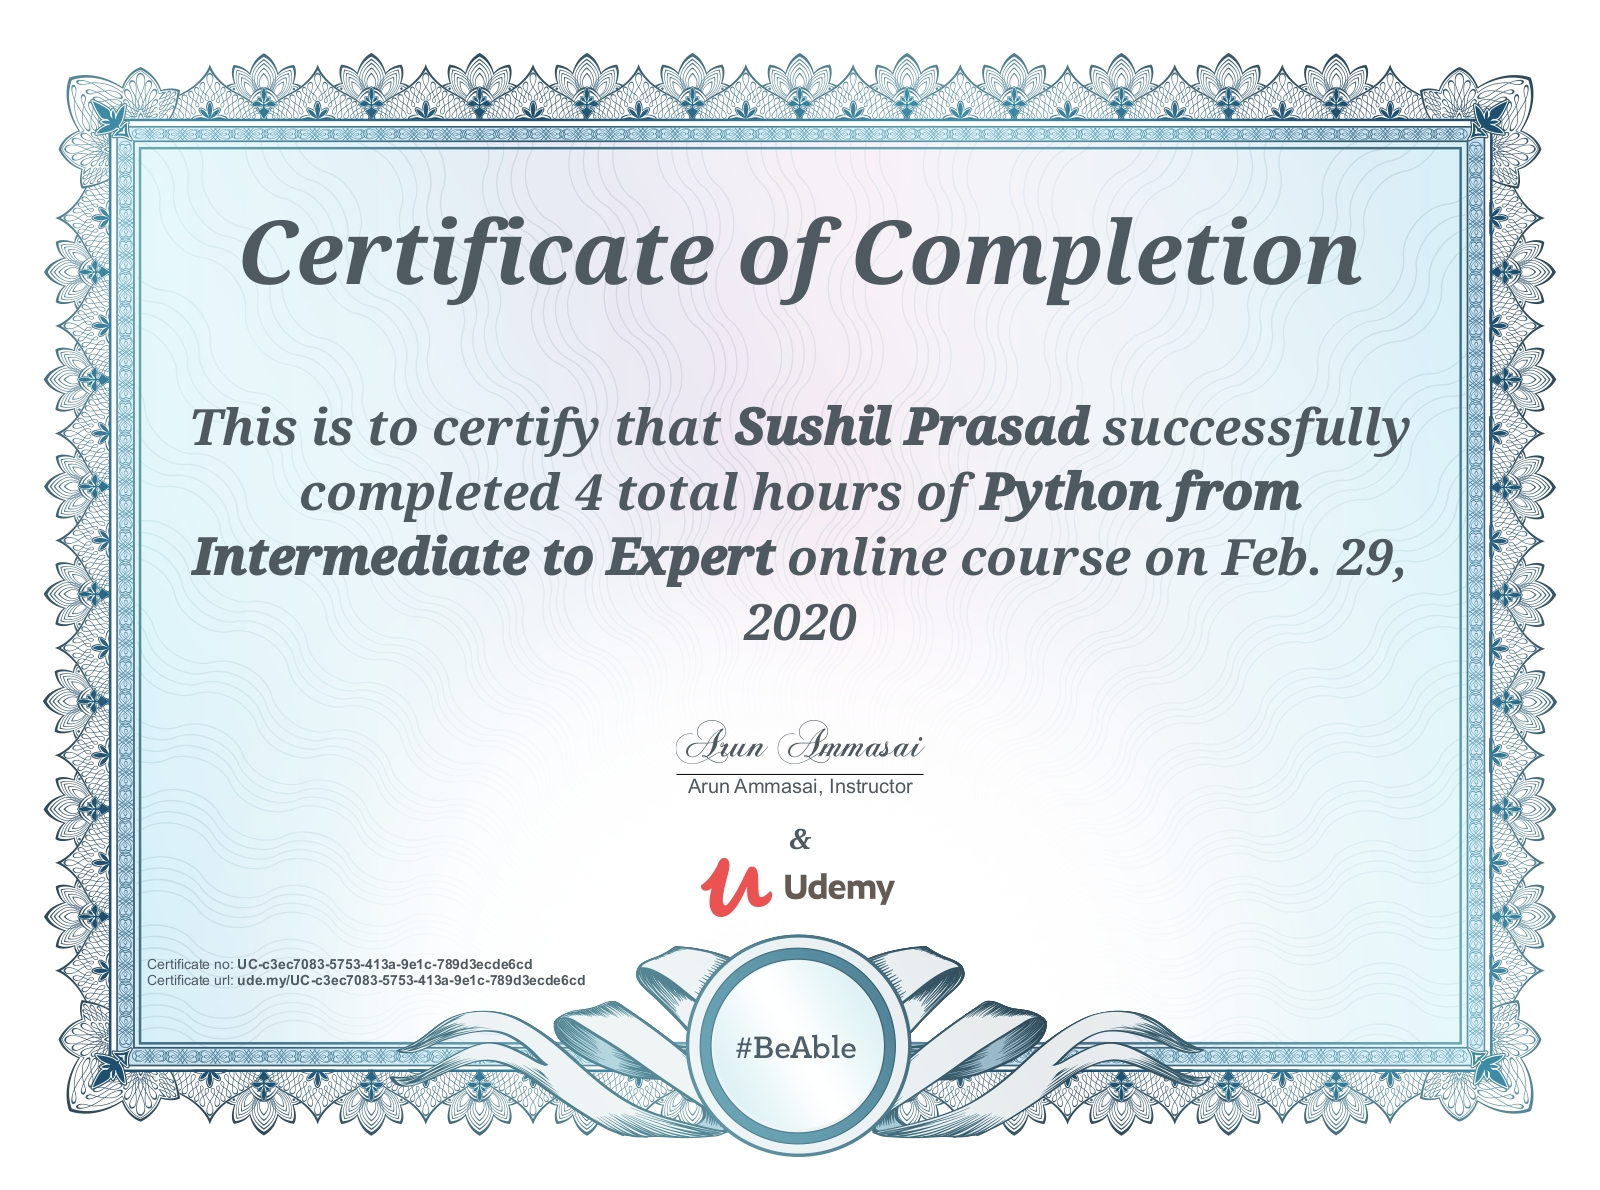 Certificate of Completion
This is to certify that Sushil Prasad successfully
completed 4 total hours of Python from
Intermediate to Expert online course on Feb. 29,
2020
Arun Ammasai
Arun Ammasai, Instructor
&
Udemy
Certificate no: UC-c3ec7083-5753-413a-9e1c-789d3ecde6cd
Certificate url: ude.my/UC-c3ec7083-5753-413a-9e1c-789d3ecde6cd
#BeAble